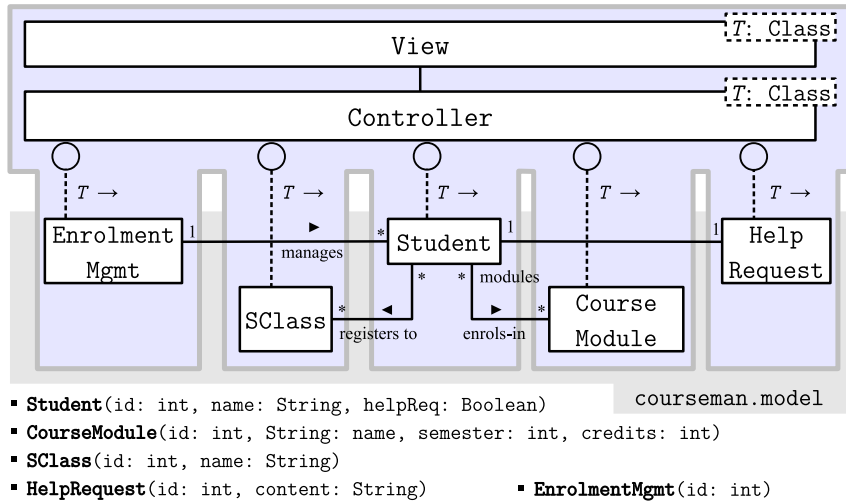 T: Class
View
T: Class
Controller
T → T → T → T → T →
Enrolment
Mgmt
1
►
manages
*
Student
1
1
Help
Request
*
*
modules
SClass
*
◄
registers to
►
enrols-in
*
Course
Module
courseman.model
▪ Student(id: int, name: String, helpReq: Boolean)
▪ CourseModule(id: int, String: name, semester: int, credits: int)
▪ SClass(id: int, name: String)
▪ HelpRequest(id: int, content: String) ▪ EnrolmentMgmt(id: int)